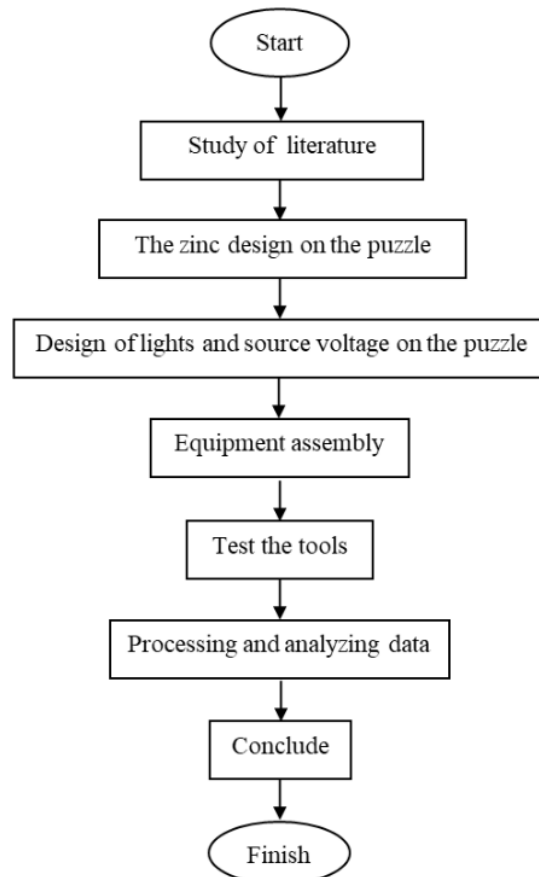 Start
Study of literature
The zinc design on the puzzle
Design of lights and source voltage on the puzzle
Equipment assembly
Test the tools
Processing and analyzing data
Conclude
Finish